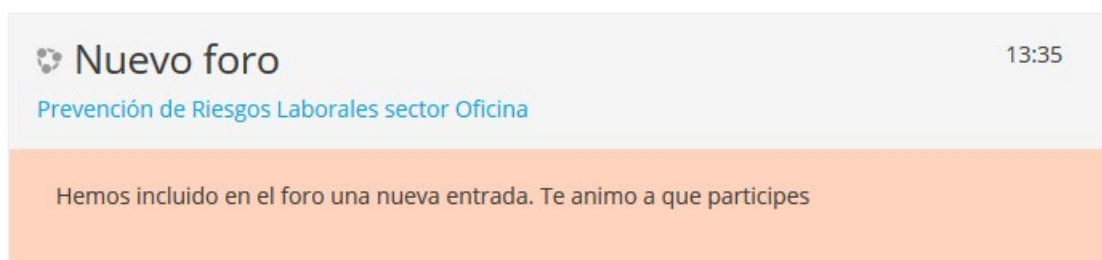 Nuevo foro
13:35
Prevención de Riesgos Laborales sector Oficina
Hemos incluido en el foro una nueva entrada. Te animo a que participes